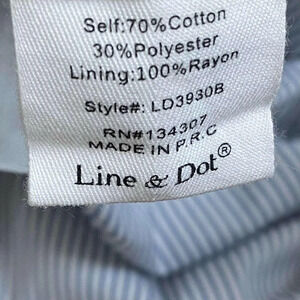 Self:70%Cotton
30%Polyester
Lining:100%Rayon
Style#: LD3930B
RN#134307
MADE IN P.R.C
Line & Dot®